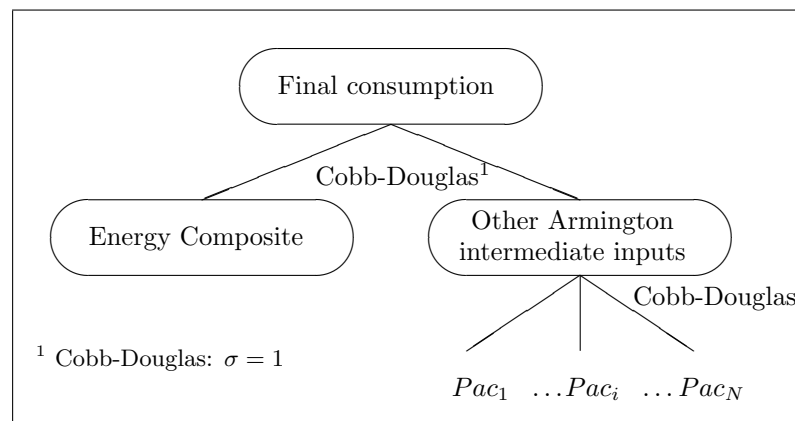 Final consumption
Cobb-Douglas¹
Energy Composite
Other Armington
intermediate inputs
Cobb-Douglas
¹ Cobb-Douglas: σ = 1
Pac₁ ... Pacᵢ ... Pac_N